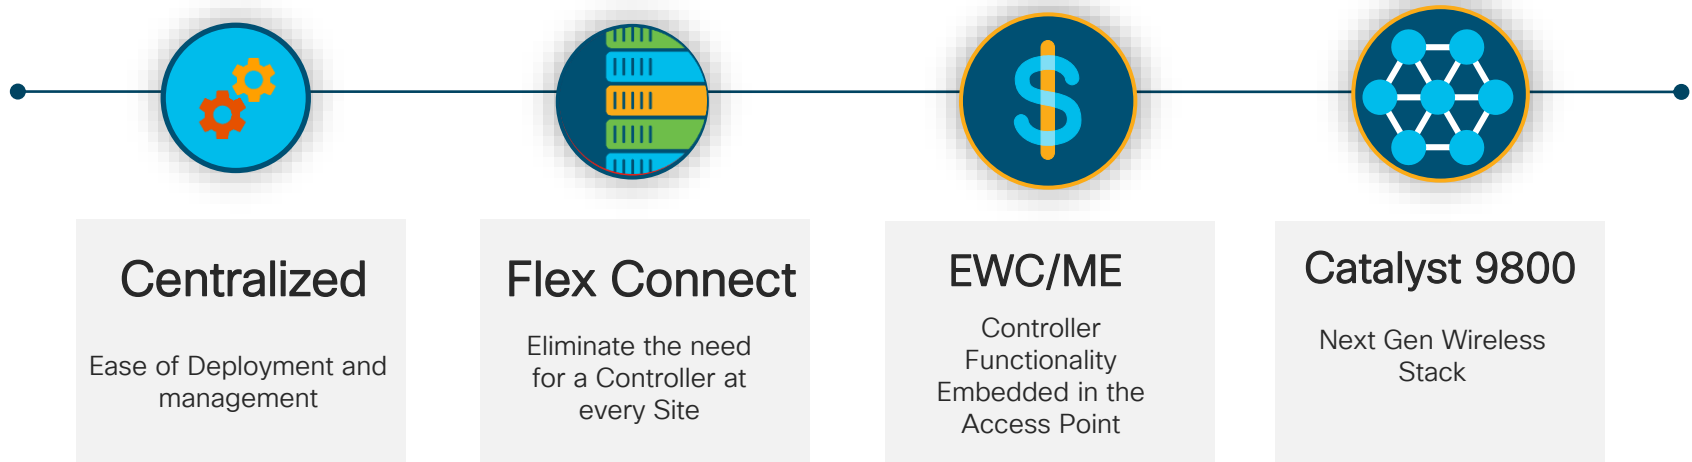 Centralized
Ease of Deployment and
management
Flex Connect
Eliminate the need
for a Controller at
every Site
EWC/ME
Controller
Functionality
Embedded in the
Access Point
Catalyst 9800
Next Gen Wireless
Stack